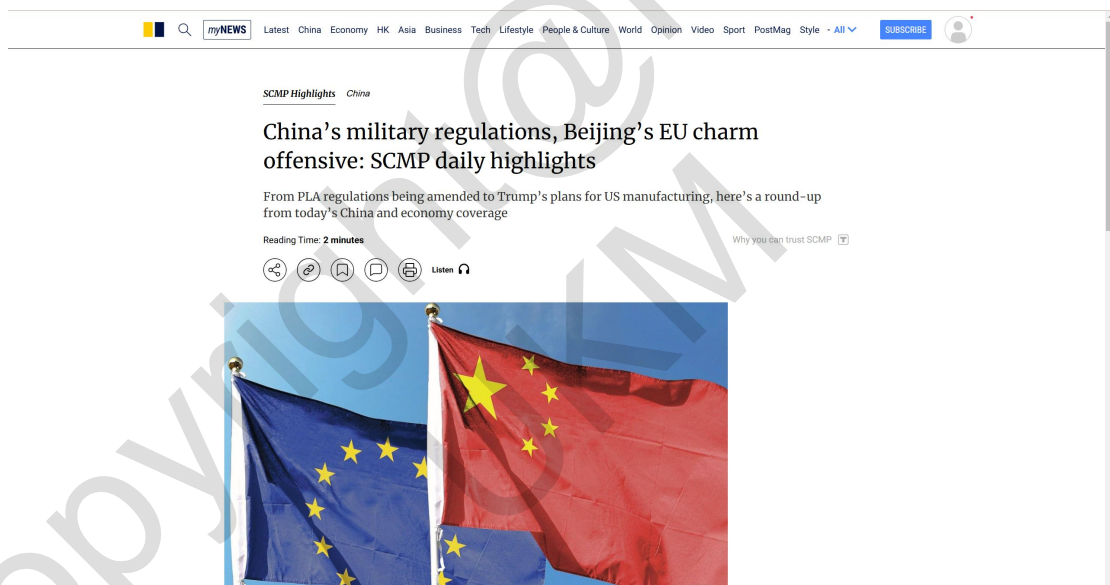 myNEWS Latest China Economy HK Asia Business Tech Lifestyle People & Culture World Opinion Video Sport PostMag Style All SUBSCRIBE
SCMP Highlights China
China’s military regulations, Beijing’s EU charm
offensive: SCMP daily highlights
From PLA regulations being amended to Trump’s plans for US manufacturing, here’s a round-up
from today’s China and economy coverage
Reading Time: 2 minutes
Why you can trust SCMP
Listen